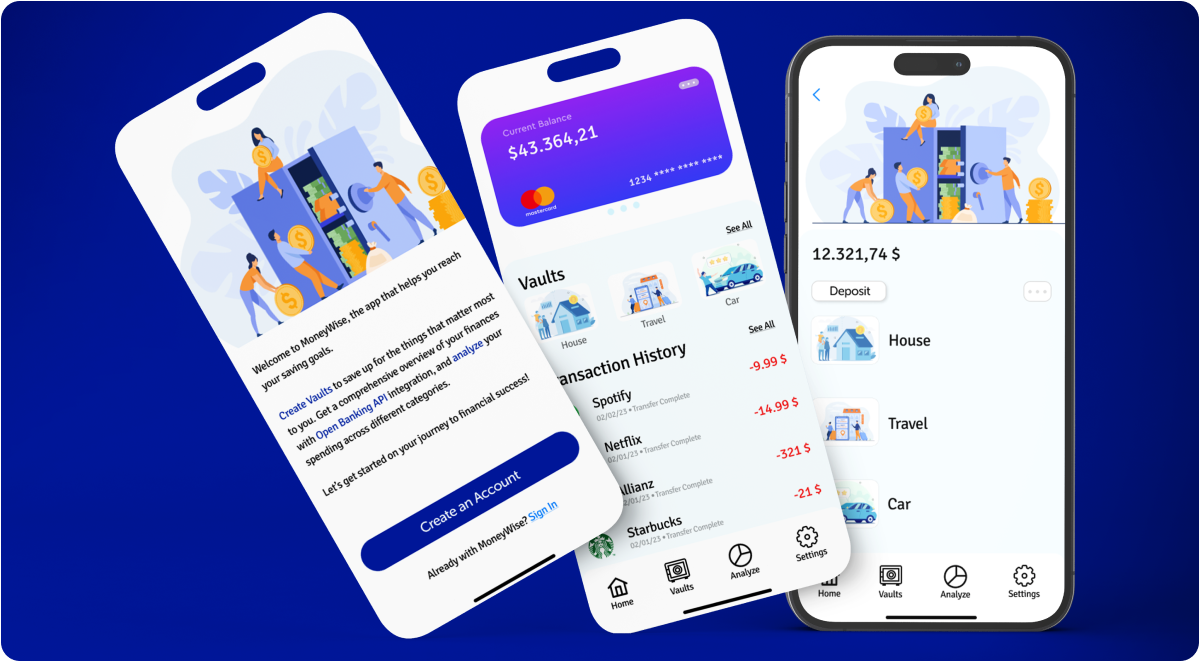 Welcome to MoneyWise, the app that helps you reach
your saving goals.
Create Vaults to save up for the things that matter most
to you. Get a comprehensive overview of your finances
with Open Banking API integration, and analyze your
spending across different categories.
Let's get started on your journey to financial success!
Create an Account
Already with MoneyWise? Sign In
Current Balance
$43.364,21
1234 **** **** ****
mastercard
See All
Vaults
House
Travel
Car
See All
ansaction History
Spotify
-9.99 $
02/02/23 • Transfer Complete
Netflix
-14.99 $
02/01/23 • Transfer Complete
Allianz
-321 $
02/01/23 • Transfer Complete
Starbucks
-21 $
02/01/23 • Transfer Complete
Home
Vaults
Analyze
Settings
12.321,74 $
Deposit
House
Travel
Car
Home
Vaults
Analyze
Settings